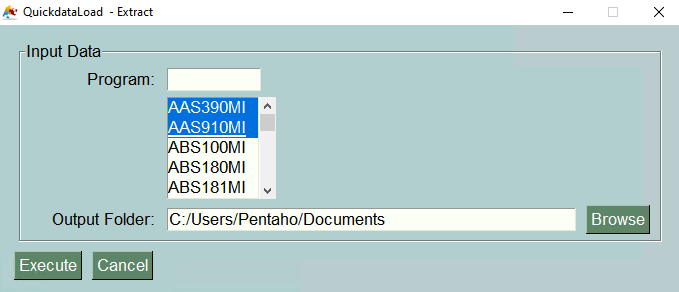 QuickdataLoad - Extract
Input Data
Program:
AAS390MI
AAS910MI
ABS100MI
ABS180MI
ABS181MI
Output Folder: C:/Users/Pentaho/Documents Browse
Execute Cancel